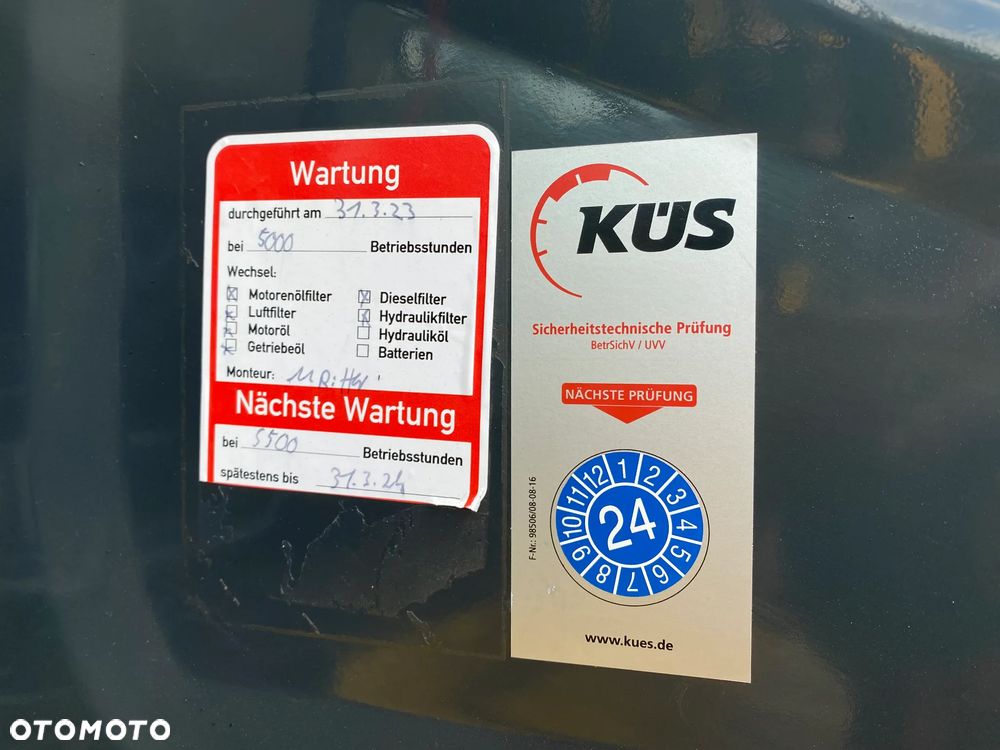 Wartung
durchgeführt am 31.3.23
bei 5000 Betriebsstunden
Wechsel:
Motorenölfilter
Luftfilter
Motoröl
Getriebeöl
Dieselfilter
Hydraulikfilter
Hydrauliköl
Batterien
Monteur:
Nächste Wartung
bei 5500 Betriebsstunden
spätestens bis 31.3.24
KÜS
Sicherheitstechnische Prüfung
BetrSichV / UVV
NÄCHSTE PRÜFUNG
1 2 3 4 5 6 7 8 9 10 11 12
24
F-Nr.: 98506/08-08-16
www.kues.de
OTOMOTO